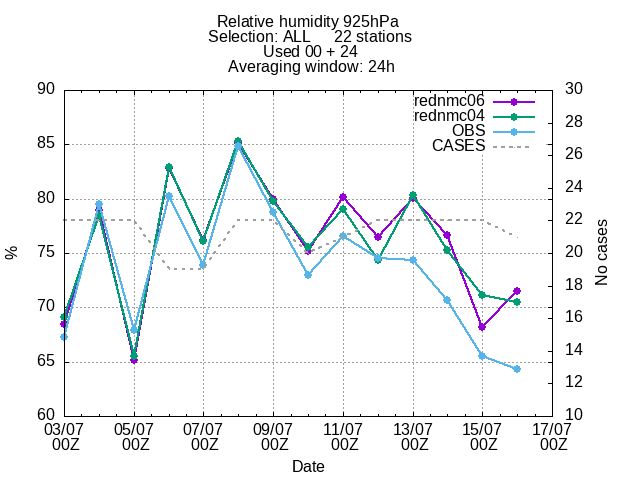 Relative humidity 925hPa
Selection: ALL     22 stations
Used 00 + 24
Averaging window: 24h
90
85
80
75
70
65
60
%
30
28
26
24
22
20
18
16
14
12
10
No cases
rednmc06
rednmc04
OBS
CASES
03/07 05/07 07/07 09/07 11/07 13/07 15/07 17/07
00Z 00Z 00Z 00Z 00Z 00Z 00Z 00Z
Date